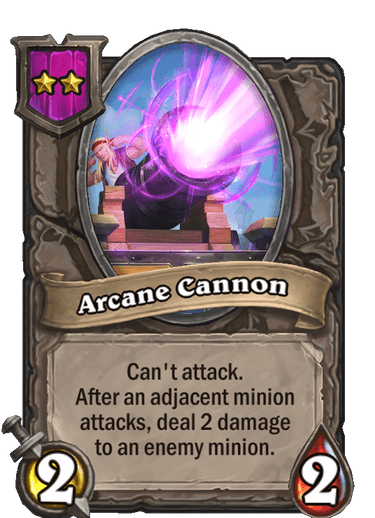 Arcane Cannon
Can't attack.
After an adjacent minion
attacks, deal 2 damage
to an enemy minion.
2 2